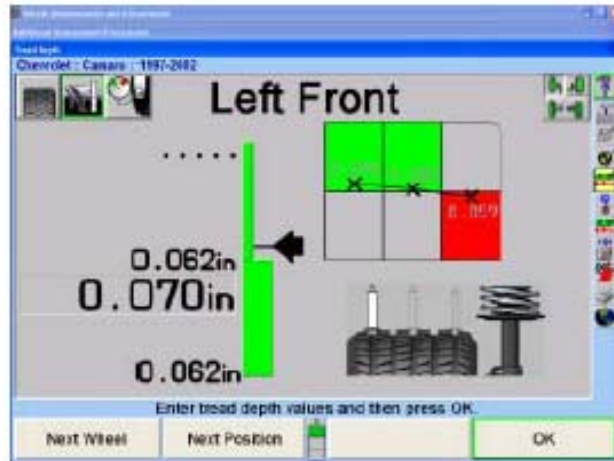 Tread depth
Chevrolet : Camaro : 1997-2002
Left Front
0.062in
0.070in
0.062in
0.059
Enter tread depth values and then press OK.
Next Wheel
Next Position
OK